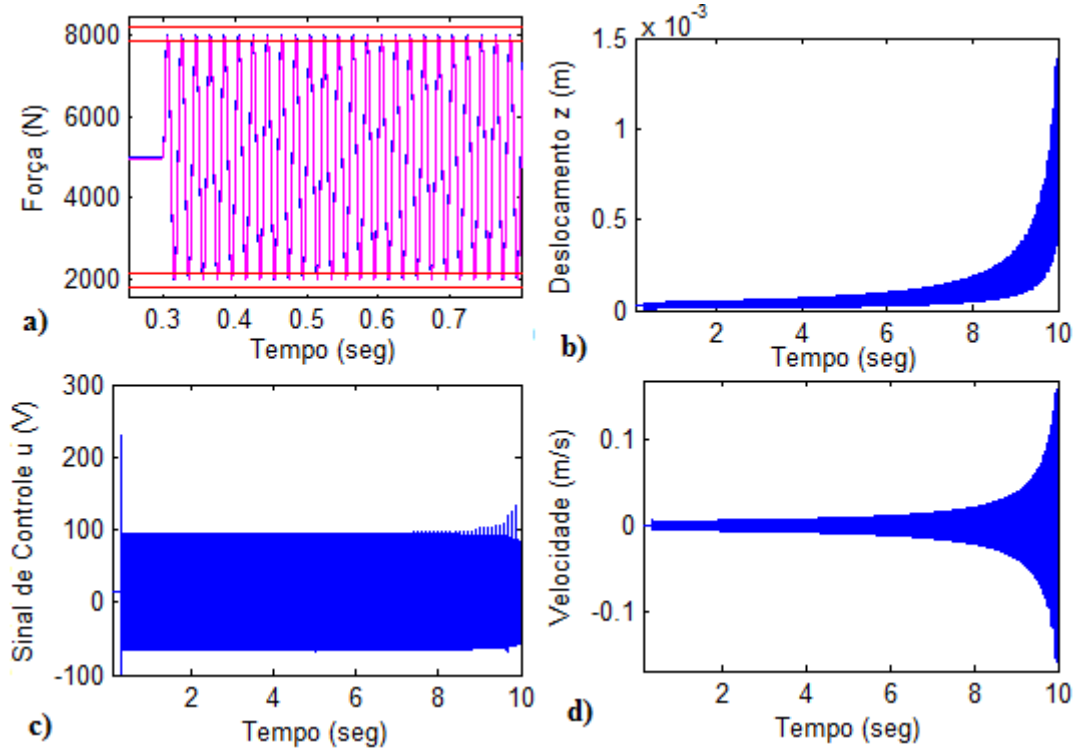 8000
6000
4000
2000
Força (N)
0.3 0.4 0.5 0.6 0.7
Tempo (seg)
a)
x 10⁻³
1.5
1
0.5
0
Deslocamento z (m)
2 4 6 8 10
Tempo (seg)
b)
300
200
100
0
-100
Sinal de Controle u (V)
2 4 6 8 10
Tempo (seg)
c)
0.1
0
-0.1
Velocidade (m/s)
2 4 6 8 10
Tempo (seg)
d)